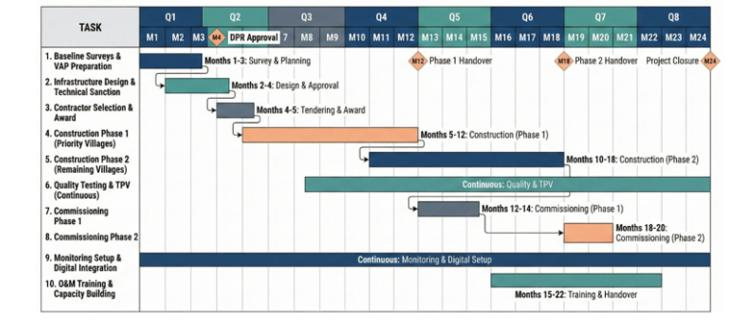 TASK
Q1 Q2 Q3 Q4 Q5 Q6 Q7 Q8
M1 M2 M3 M4 DPR Approval 7 M8 M9 M10 M11 M12 M13 M14 M15 M16 M17 M18 M19 M20 M21 M22 M23 M24
1. Baseline Surveys &
VAP Preparation
Months 1-3: Survey & Planning
M12 Phase 1 Handover
M18 Phase 2 Handover
Project Closure M24
2. Infrastructure Design &
Technical Sanction
Months 2-4: Design & Approval
3. Contractor Selection &
Award
Months 4-5: Tendering & Award
4. Construction Phase 1
(Priority Villages)
Months 5-12: Construction (Phase 1)
5. Construction Phase 2
(Remaining Villages)
Months 10-18: Construction (Phase 2)
6. Quality Testing & TPV
(Continuous)
Continuous: Quality & TPV
7. Commissioning
Phase 1
Months 12-14: Commissioning (Phase 1)
8. Commissioning Phase 2
Months 18-20:
Commissioning (Phase 2)
9. Monitoring Setup &
Digital Integration
Continuous: Monitoring & Digital Setup
10. O&M Training &
Capacity Building
Months 15-22: Training & Handover